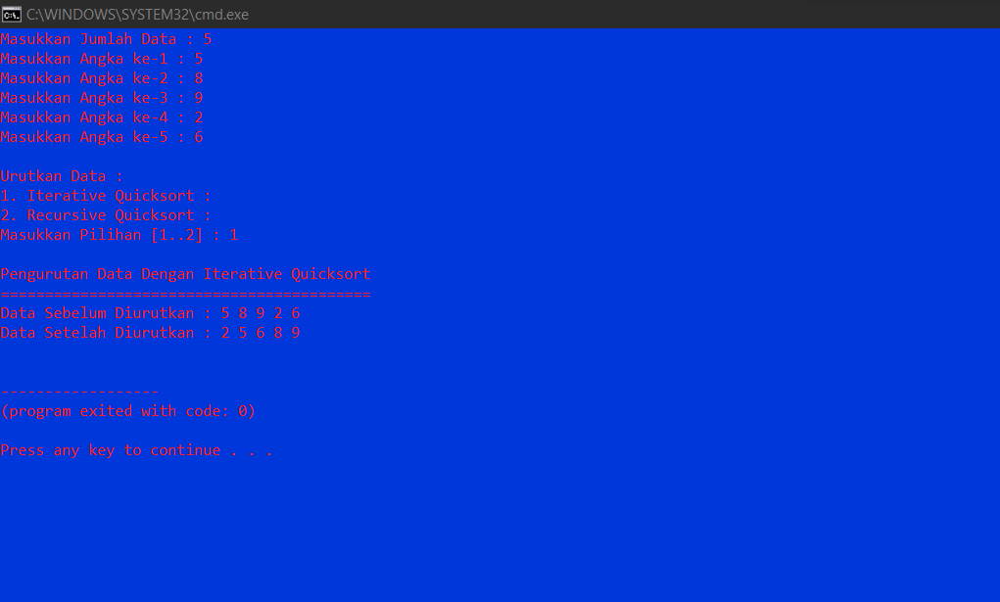 C:\WINDOWS\SYSTEM32\cmd.exe
Masukkan Jumlah Data : 5
Masukkan Angka ke-1 : 5
Masukkan Angka ke-2 : 8
Masukkan Angka ke-3 : 9
Masukkan Angka ke-4 : 2
Masukkan Angka ke-5 : 6
Urutkan Data :
1. Iterative Quicksort :
2. Recursive Quicksort :
Masukkan Pilihan [1..2] : 1
Pengurutan Data Dengan Iterative Quicksort
==========================================
Data Sebelum Diurutkan : 5 8 9 2 6
Data Setelah Diurutkan : 2 5 6 8 9
------------------
(program exited with code: 0)
Press any key to continue . . .